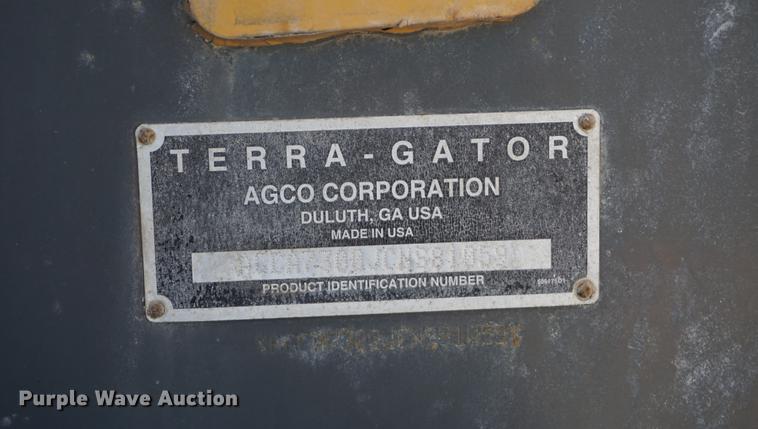 TERRA-GATOR
AGCO CORPORATION
DULUTH, GA USA
MADE IN USA
PRODUCT IDENTIFICATION NUMBER
Purple Wave Auction